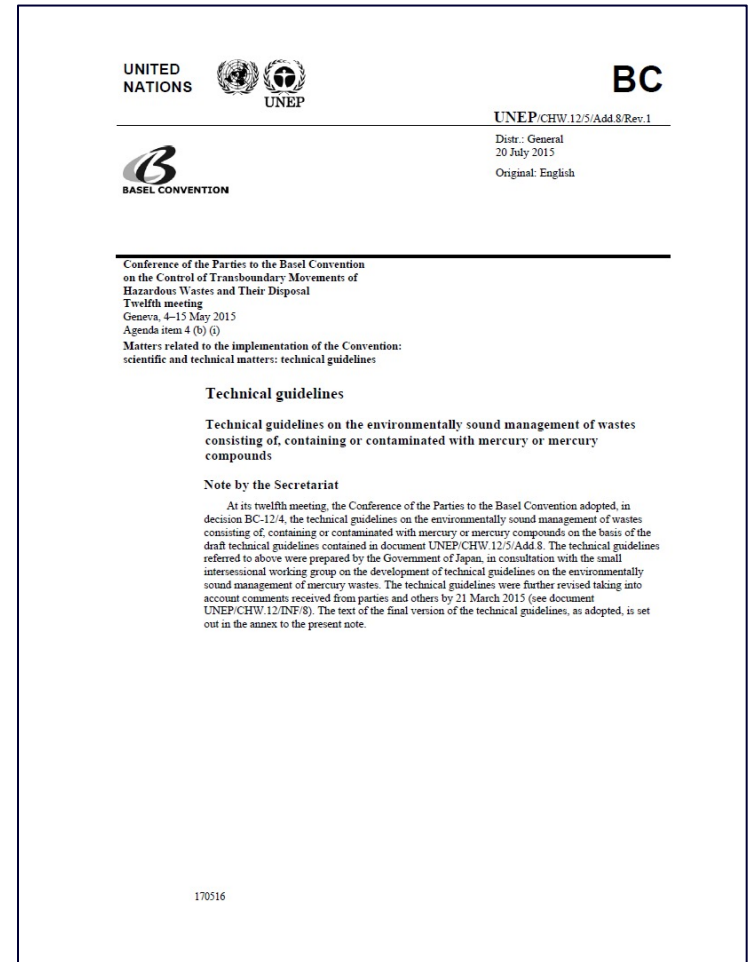 UNITED
NATIONS
UNEP
BC
UNEP/CHW.12/5/Add.8/Rev.1
BASEL CONVENTION
Distr.: General
20 July 2015
Original: English
Conference of the Parties to the Basel Convention
on the Control of Transboundary Movements of
Hazardous Wastes and Their Disposal
Twelfth meeting
Geneva, 4–15 May 2015
Agenda item 4 (b) (i)
Matters related to the implementation of the Convention:
scientific and technical matters: technical guidelines
Technical guidelines
Technical guidelines on the environmentally sound management of wastes
consisting of, containing or contaminated with mercury or mercury
compounds
Note by the Secretariat
At its twelfth meeting, the Conference of the Parties to the Basel Convention adopted, in
decision BC-12/4, the technical guidelines on the environmentally sound management of wastes
consisting of, containing or contaminated with mercury or mercury compounds on the basis of the
draft technical guidelines contained in document UNEP/CHW.12/5/Add.8. The technical guidelines
referred to above were prepared by the Government of Japan, in consultation with the small
intersessional working group on the development of technical guidelines on the environmentally
sound management of mercury wastes. The technical guidelines were further revised taking into
account comments received from parties and others by 21 March 2015 (see document
UNEP/CHW.12/INF/8). The text of the final version of the technical guidelines, as adopted, is set
out in the annex to the present note.
170516